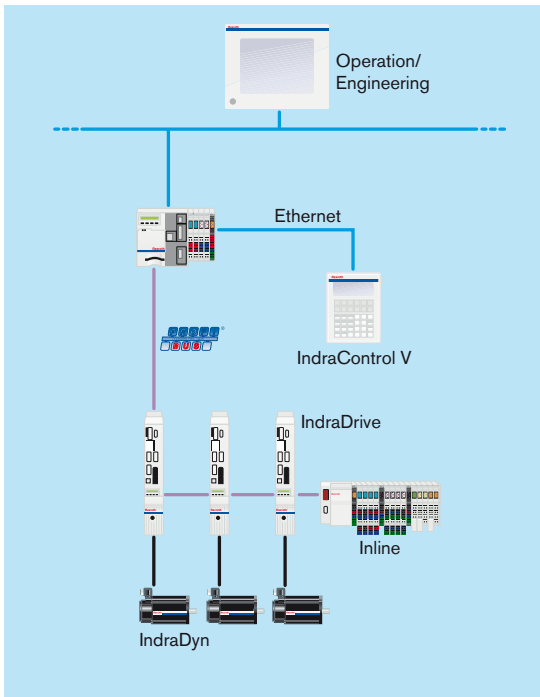 Operation/
Engineering
Ethernet
IndraControl V
IndraDrive
Inline
IndraDyn